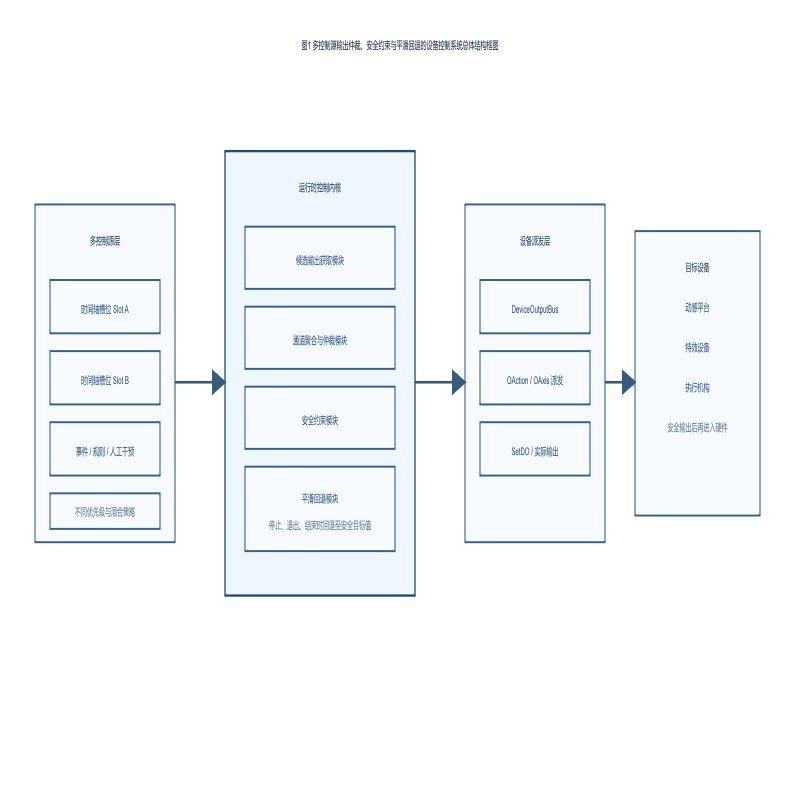 图1 多控制源输出仲裁、安全约束与平滑回退的设备控制系统总体结构框图
多控制源层
时间轴槽位 Slot A
时间轴槽位 Slot B
事件 / 规则 / 人工干预
不同优先级与混合策略
运行时控制内核
候选输出获取模块
通道聚合与仲裁模块
安全约束模块
平滑回退模块
停止、退出、结束时回退至安全目标值
设备派发层
DeviceOutputBus
OAction / OAxis 派发
SetDO / 实际输出
目标设备
动感平台
特效设备
执行机构
安全输出后再进入硬件